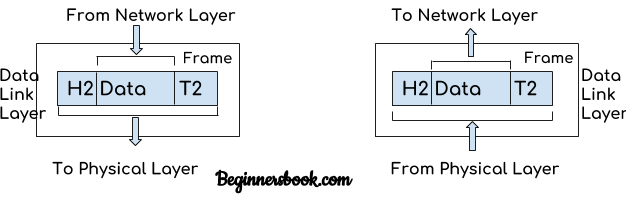 From Network Layer
Frame
Data
Link
Layer
H2 Data T2
To Physical Layer
To Network Layer
Frame
H2 Data T2
Data
Link
Layer
From Physical Layer
Beginnersbook.com